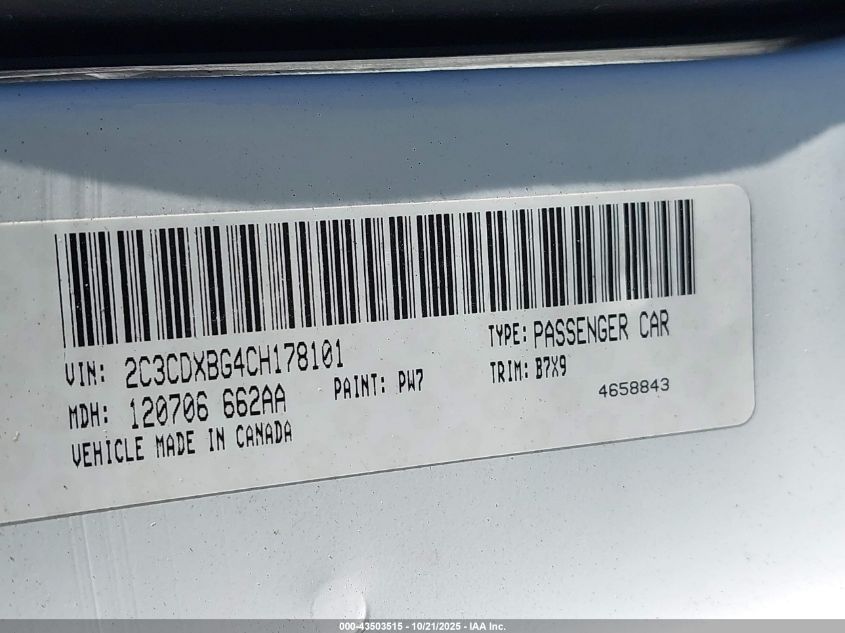 VIN: 2C3CDXBG4CH178101 TYPE: PASSENGER CAR
MDH: 120706 662AA PAINT: PW7 TRIM: B7X9
VEHICLE MADE IN CANADA 4658843
000-43503515 - 10/21/2025 - IAA Inc.